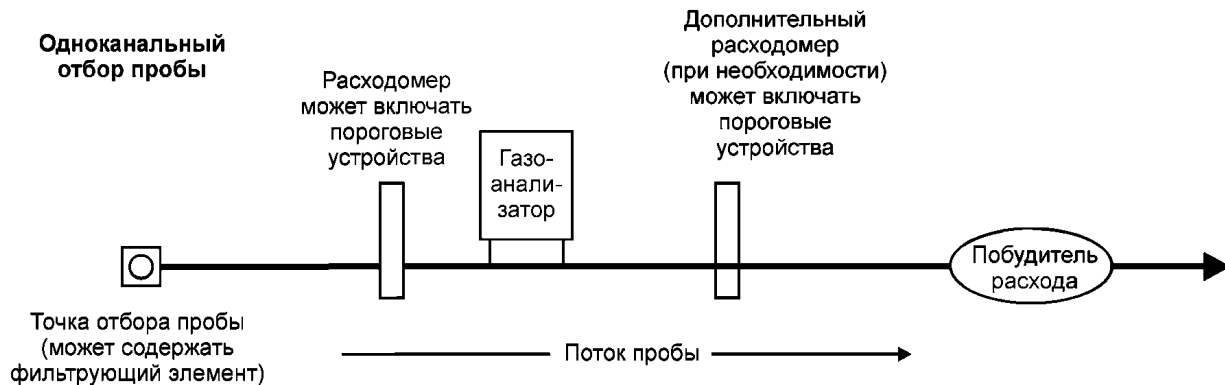 Одноканальный
отбор пробы
Расходомер
может включать
пороговые
устройства
Газо-
анали-
затор
Дополнительный
расходомер
(при необходимости)
может включать
пороговые
устройства
Побудитель
расхода
Точка отбора пробы
(может содержать
фильтрующий элемент)
Поток пробы